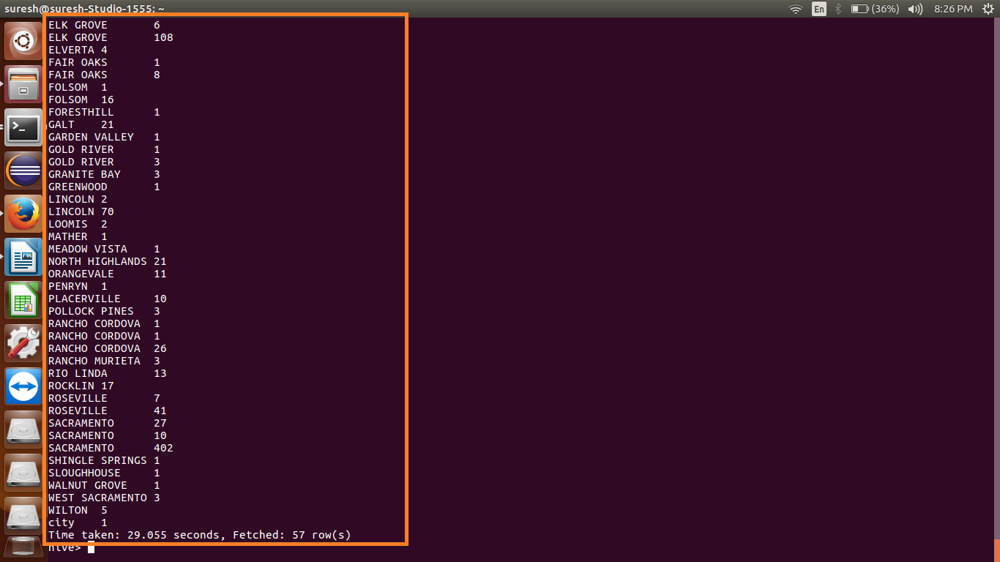 suresh@suresh-Studio-1555: ~
En (36%) 8:26 PM
ELK GROVE 6
ELK GROVE 108
ELVERTA 4
FAIR OAKS 1
FAIR OAKS 8
FOLSOM 1
FOLSOM 16
FORESTHILL 1
GALT 21
GARDEN VALLEY 1
GOLD RIVER 1
GOLD RIVER 3
GRANITE BAY 3
GREENWOOD 1
LINCOLN 2
LINCOLN 70
LOOMIS 2
MATHER 1
MEADOW VISTA 1
NORTH HIGHLANDS 21
ORANGEVALE 11
PENRYN 1
PLACERVILLE 10
POLLOCK PINES 3
RANCHO CORDOVA 1
RANCHO CORDOVA 1
RANCHO CORDOVA 26
RANCHO MURIETA 3
RIO LINDA 13
ROCKLIN 17
ROSEVILLE 7
ROSEVILLE 41
SACRAMENTO 27
SACRAMENTO 10
SACRAMENTO 402
SHINGLE SPRINGS 1
SLOUGHHOUSE 1
WALNUT GROVE 1
WEST SACRAMENTO 3
WILTON 5
city 1
Time taken: 29.055 seconds, Fetched: 57 row(s)
hive>